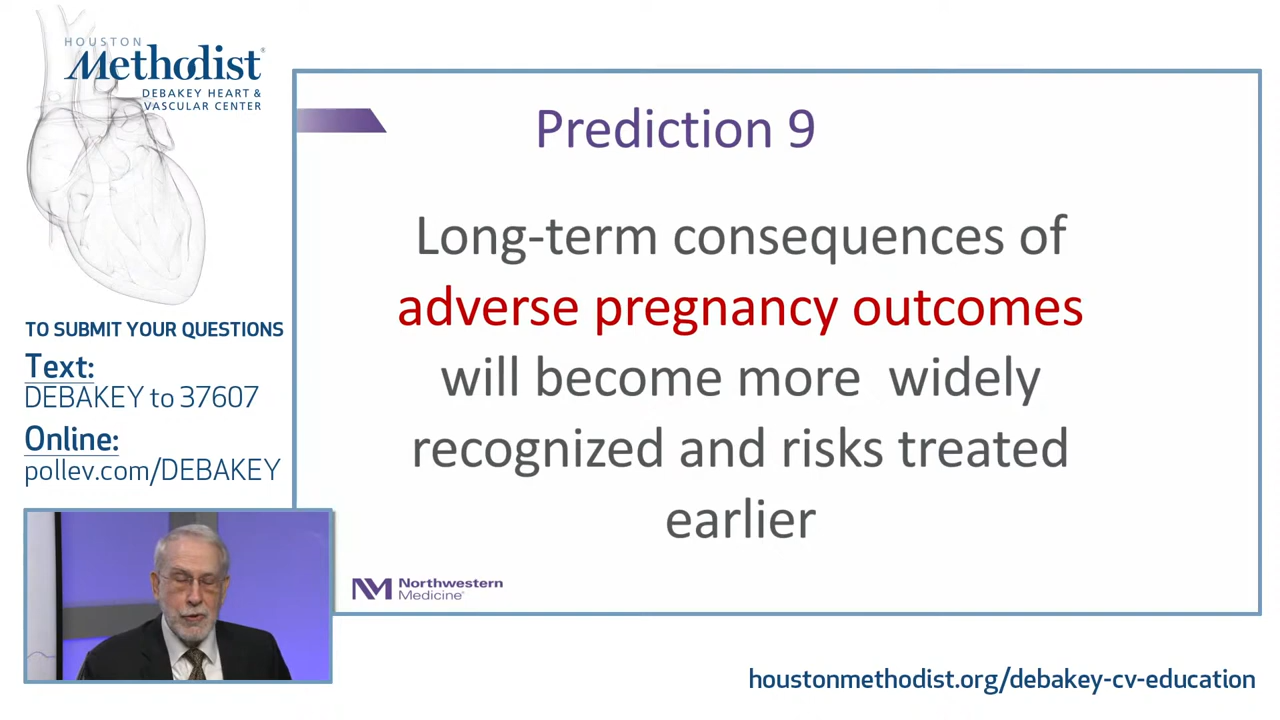 HOUSTON
Methodist®
DEBAKEY HEART &
VASCULAR CENTER
TO SUBMIT YOUR QUESTIONS
Text:
DEBAKEY to 37607
Online:
pollev.com/DEBAKEY
Prediction 9
Long-term consequences of
adverse pregnancy outcomes
will become more widely
recognized and risks treated
earlier
NM Northwestern
Medicine®
houstonmethodist.org/debakey-cv-education